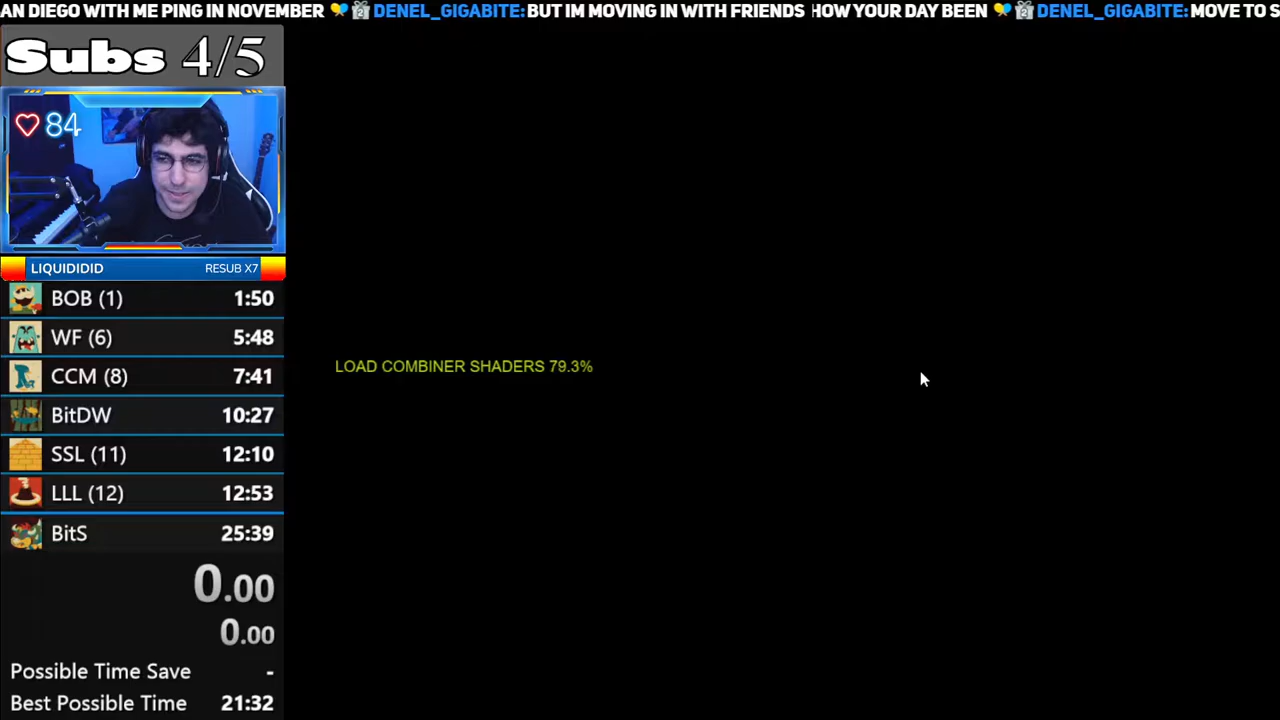 AN DIEGO WITH ME PING IN NOVEMBER DENEL_GIGABITE: BUT IM MOVING IN WITH FRIENDS HOW YOUR DAY BEEN DENEL_GIGABITE: MOVE TO S
Subs 4/5
84
LIQUIDIDID RESUB X7
BOB (1) 1:50
WF (6) 5:48
CCM (8) 7:41
BitDW 10:27
SSL (11) 12:10
LLL (12) 12:53
BitS 25:39
0.00
0.00
Possible Time Save -
Best Possible Time 21:32
LOAD COMBINER SHADERS 79.3%